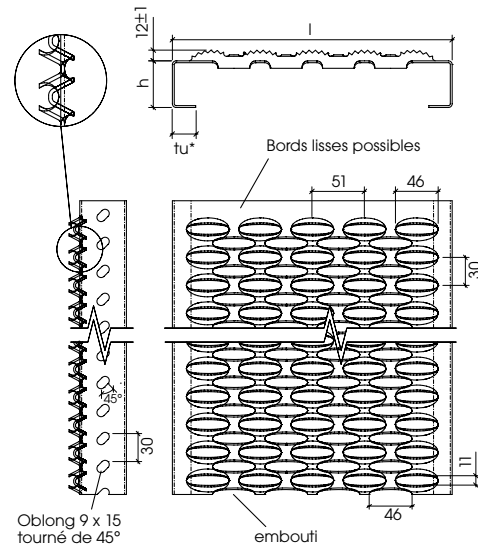 12±1
l
h
tu*
Bords lisses possibles
51
46
30
45°
30
11
46
Oblong 9 x 15
tourné de 45°
embouti